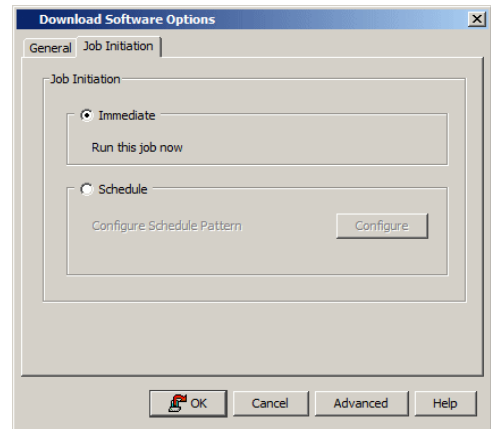 Download Software Options
General Job Initiation
Job Initiation
Immediate
Run this job now
Schedule
Configure Schedule Pattern Configure
OK Cancel Advanced Help